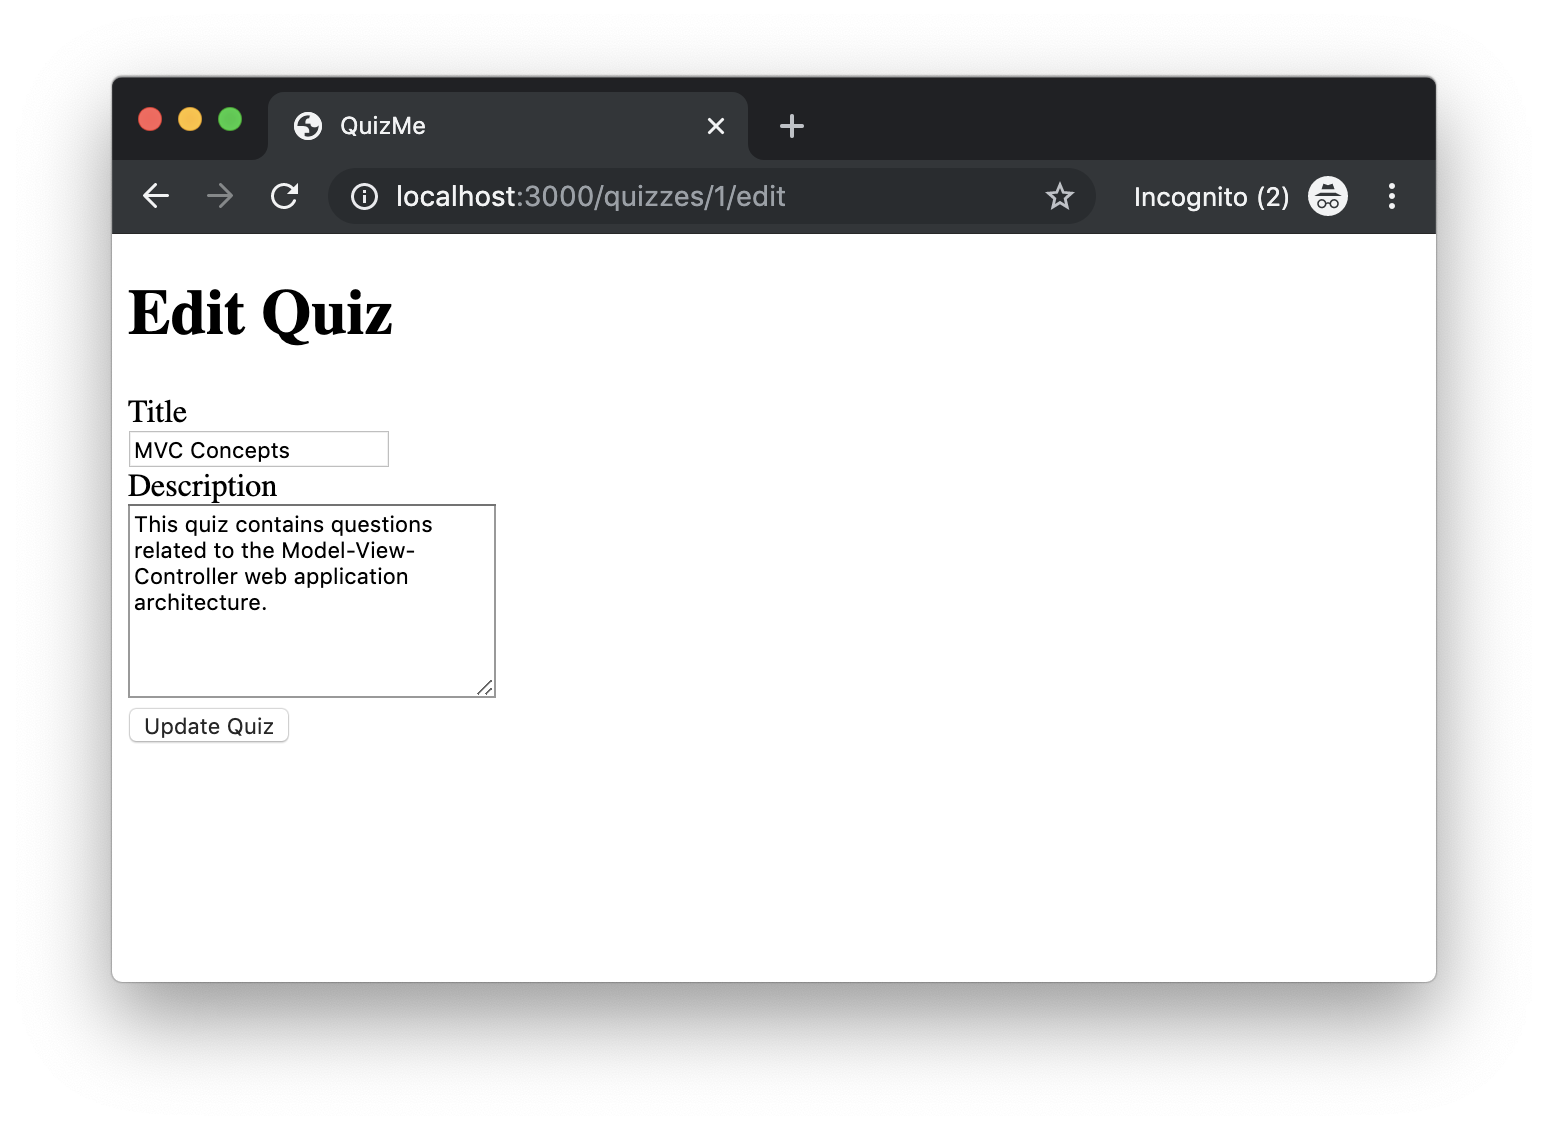 QuizMe
localhost:3000/quizzes/1/edit
Incognito (2)
Edit Quiz
Title
MVC Concepts
Description
This quiz contains questions
related to the Model-View-
Controller web application
architecture.
Update Quiz